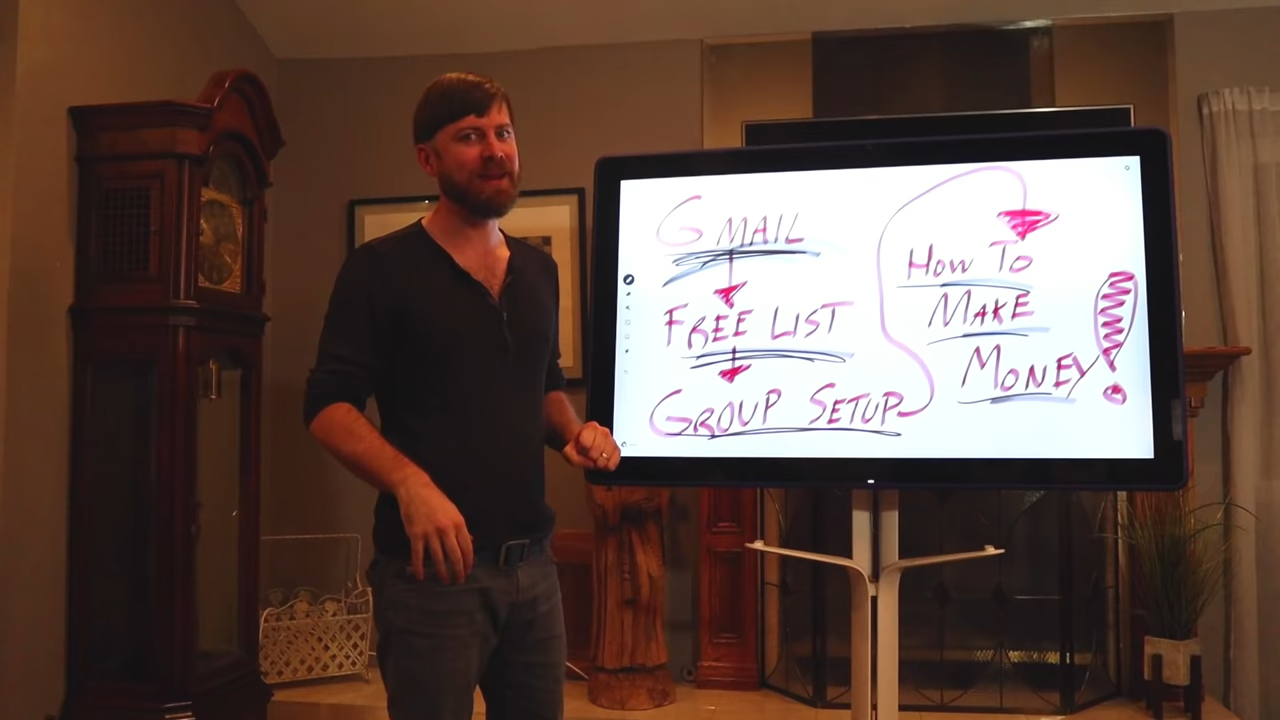 GMAIL
FREE LIST
GROUP SETUP
HOW TO
MAKE
MONEY!